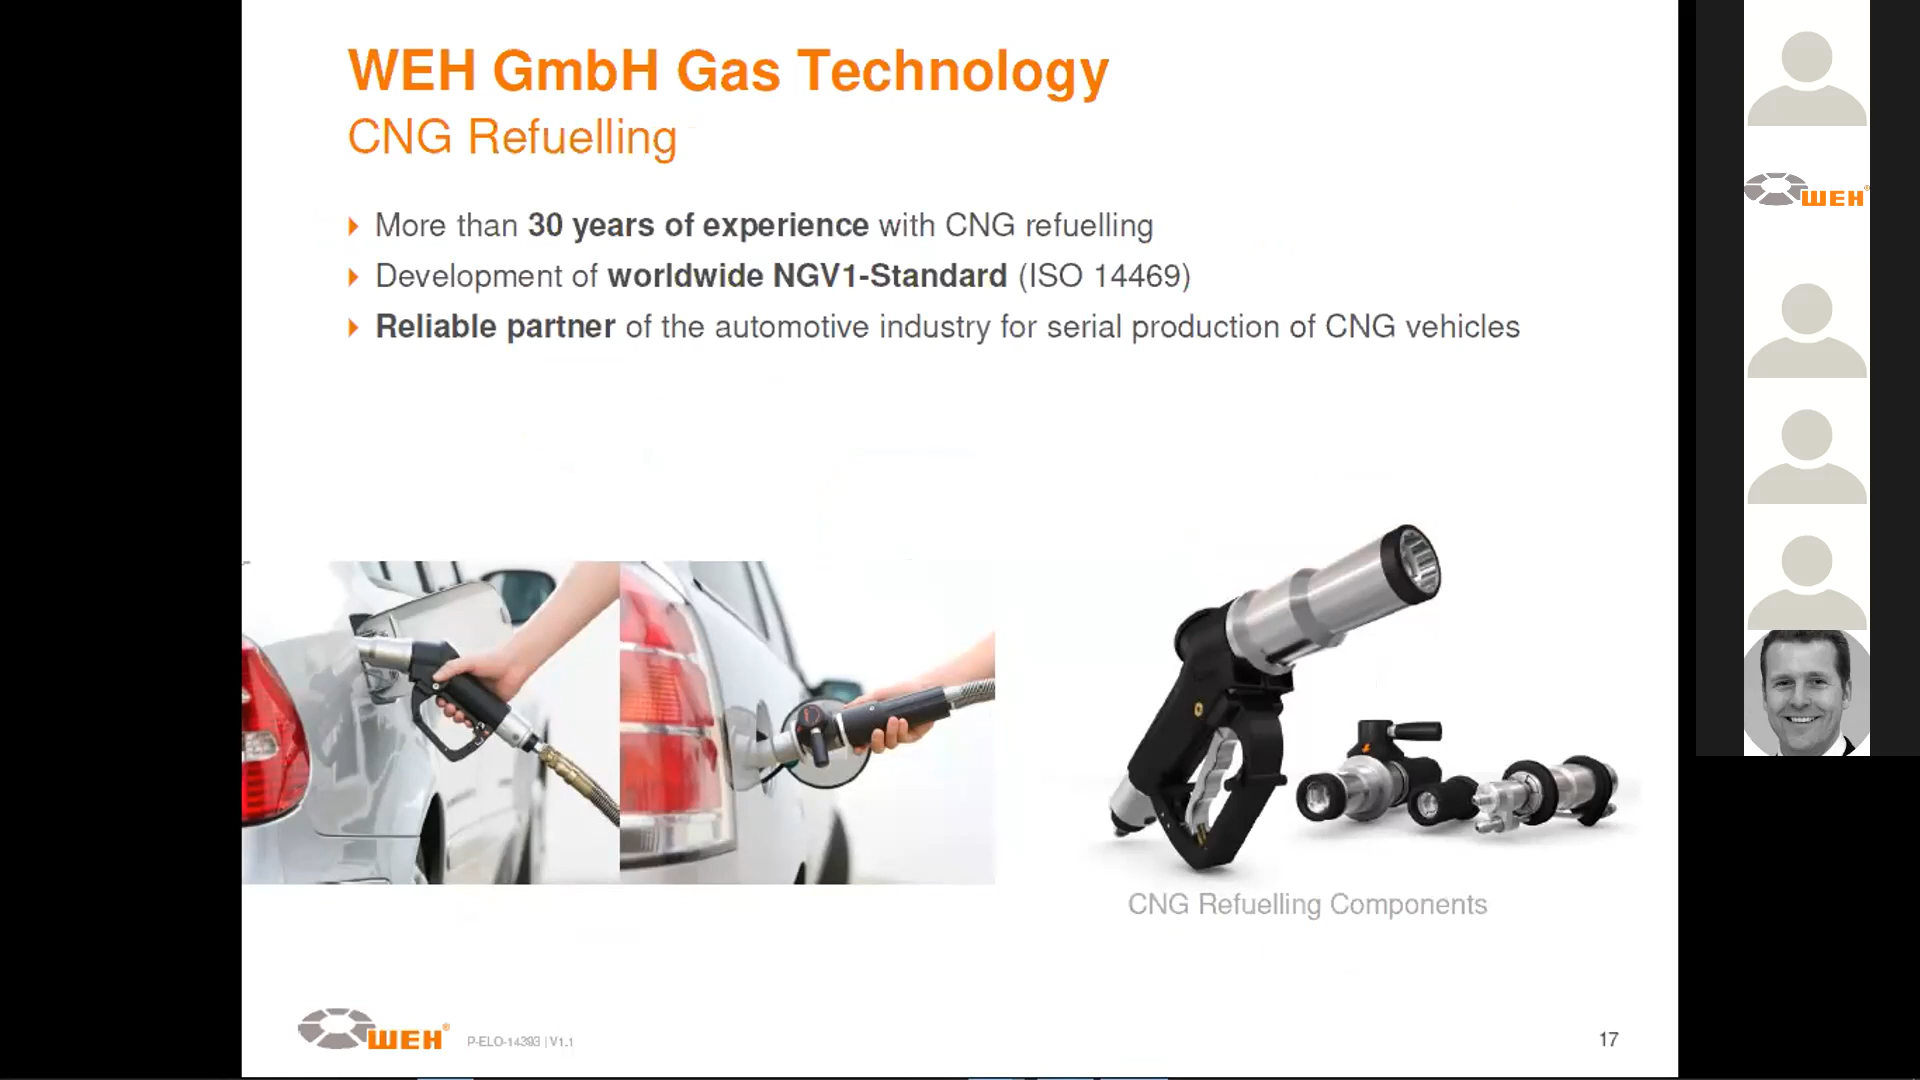 WEH GmbH Gas Technology
CNG Refuelling
More than 30 years of experience with CNG refuelling
Development of worldwide NGV1-Standard (ISO 14469)
Reliable partner of the automotive industry for serial production of CNG vehicles
CNG Refuelling Components
WEH®
P-ELO-14393 | V1.1
17
WEH®